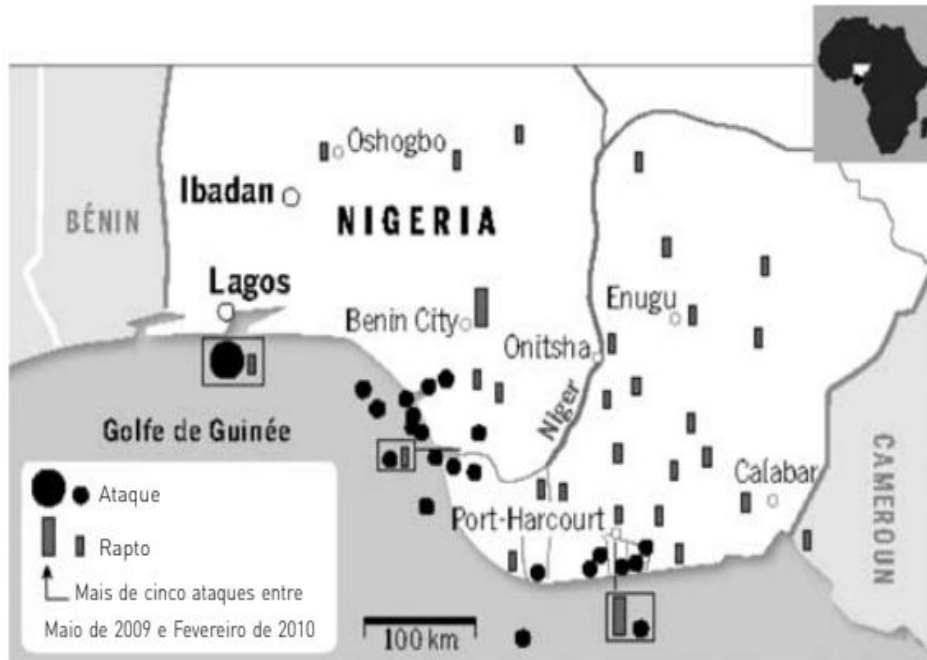 Oshogbo
Ibadan
BÉNIN
NIGERIA
Lagos
Benin City
Enugu
Onitsha
Niger
Golfe de Guinée
CAMEROUN
Calabar
Port-Harcourt
Ataque
Rapto
Mais de cinco ataques entre
Maio de 2009 e Fevereiro de 2010
100 km